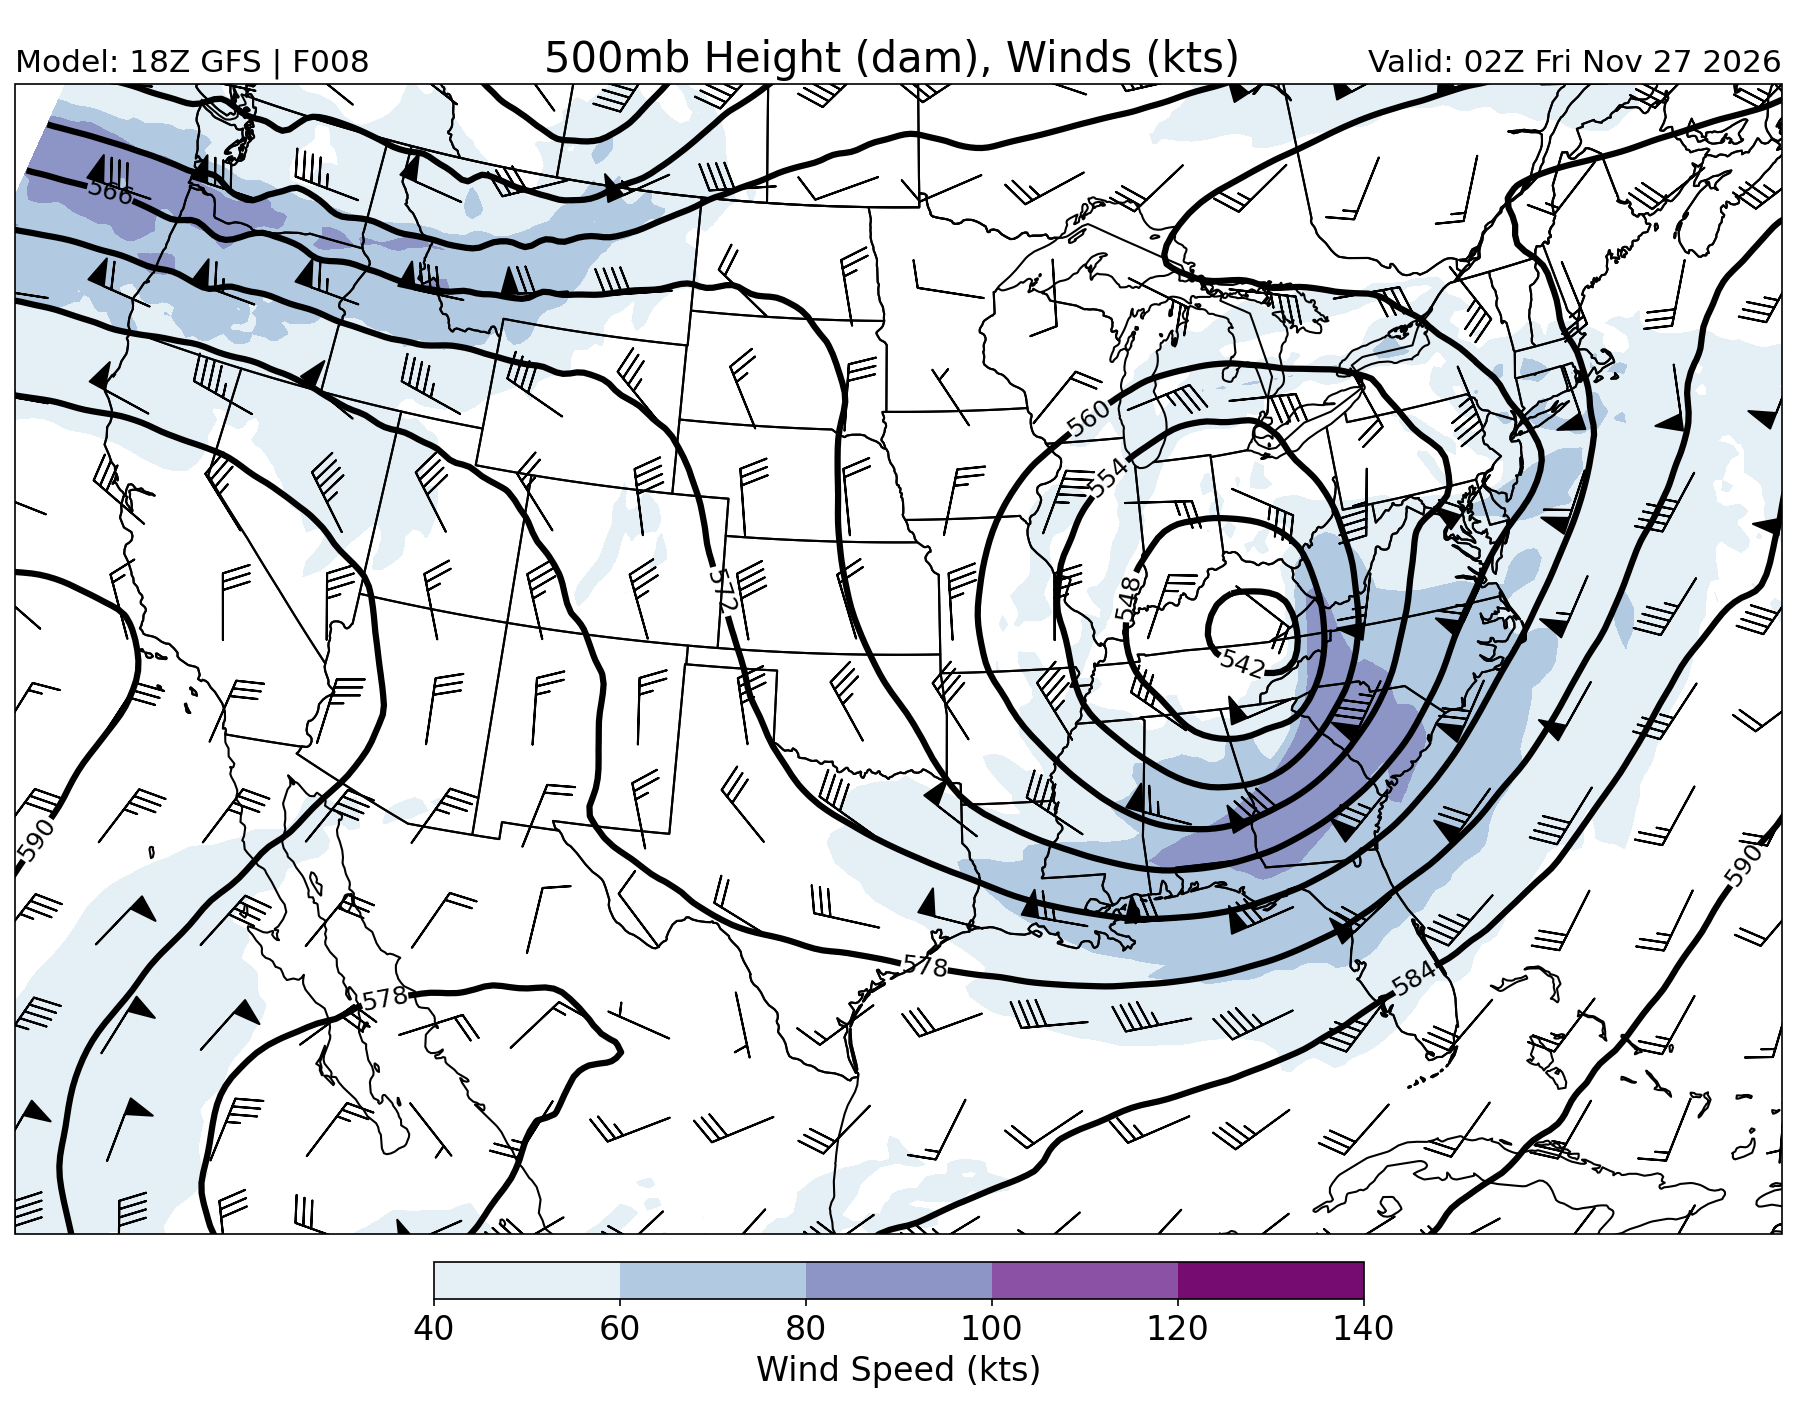 Model: 18Z GFS | F008
500mb Height (dam), Winds (kts)
Valid: 02Z Fri Nov 27 2026
566
560
554
548
572
542
590
590
578
584
578
40 60 80 100 120 140
Wind Speed (kts)